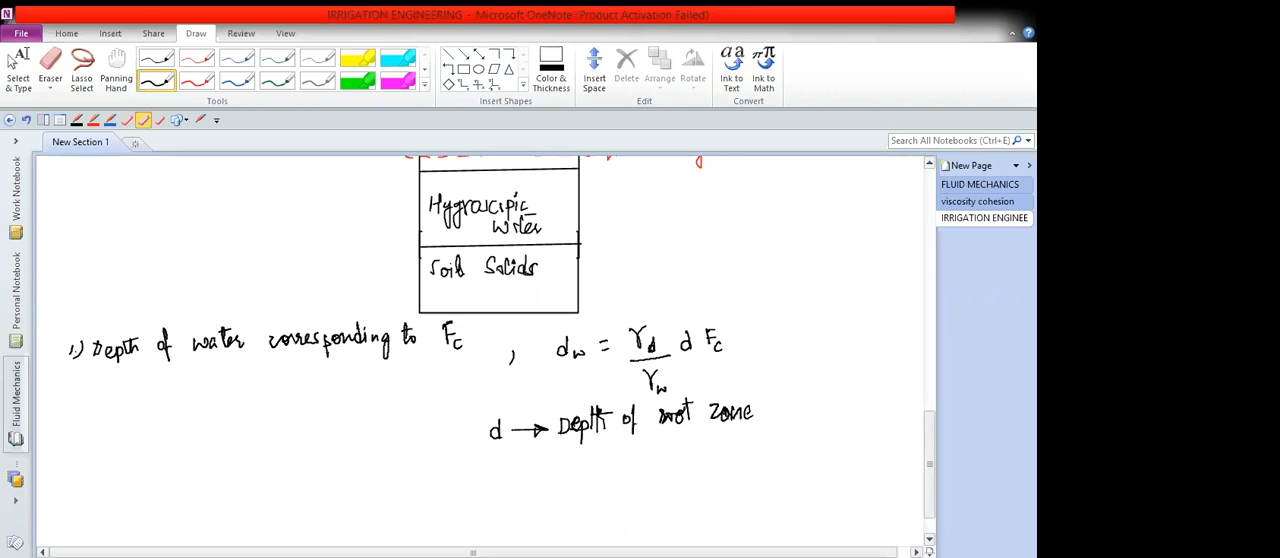 IRRIGATION ENGINEERING - Microsoft OneNote (Product Activation Failed)
File Home Insert Share Draw Review View
Select & Type Eraser Lasso Select Panning Hand Color & Thickness Insert Space Delete Arrange Rotate Ink to Text Ink to Math
Tools Insert Shapes Edit Convert
New Section 1 Search All Notebooks (Ctrl+E)
New Page
FLUID MECHANICS
viscosity cohesion
IRRIGATION ENGINEE
Work Notebook
Personal Notebook
Fluid Mechanics
Hygroscipic
Water
Soil Solids
1.) Depth of water corresponding to Fc , dw = γd/γw d Fc
d → Depth of root zone